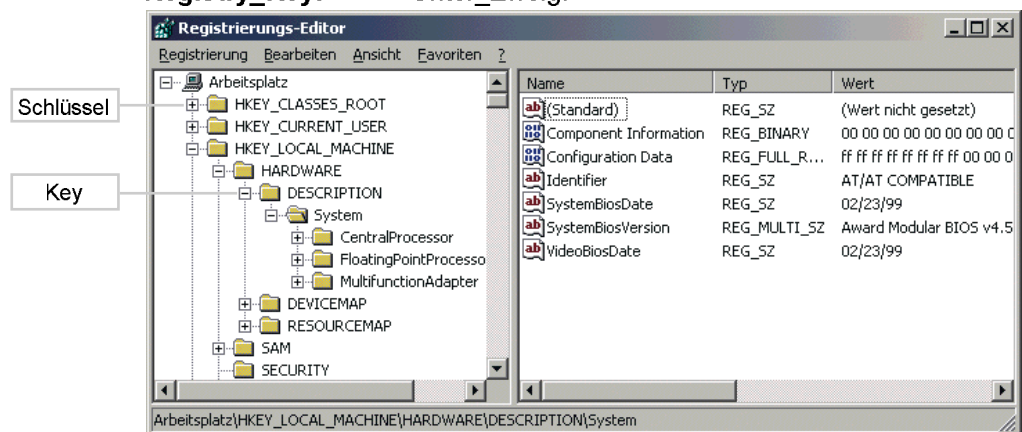 Registrierungs-Editor
Registrierung Bearbeiten Ansicht Favoriten ?
Schlüssel
Key
Arbeitsplatz
HKEY_CLASSES_ROOT
HKEY_CURRENT_USER
HKEY_LOCAL_MACHINE
HARDWARE
DESCRIPTION
System
CentralProcessor
FloatingPointProcesso
MultifunctionAdapter
DEVICEMAP
RESOURCEMAP
SAM
SECURITY
Name Typ Wert
(Standard) REG_SZ (Wert nicht gesetzt)
Component Information REG_BINARY 00 00 00 00 00 00 00 00 0
Configuration Data REG_FULL_R... ff ff ff ff ff ff ff ff 00 00 0
Identifier REG_SZ AT/AT COMPATIBLE
SystemBiosDate REG_SZ 02/23/99
SystemBiosVersion REG_MULTI_SZ Award Modular BIOS v4.5
VideoBiosDate REG_SZ 02/23/99
Arbeitsplatz\HKEY_LOCAL_MACHINE\HARDWARE\DESCRIPTION\System